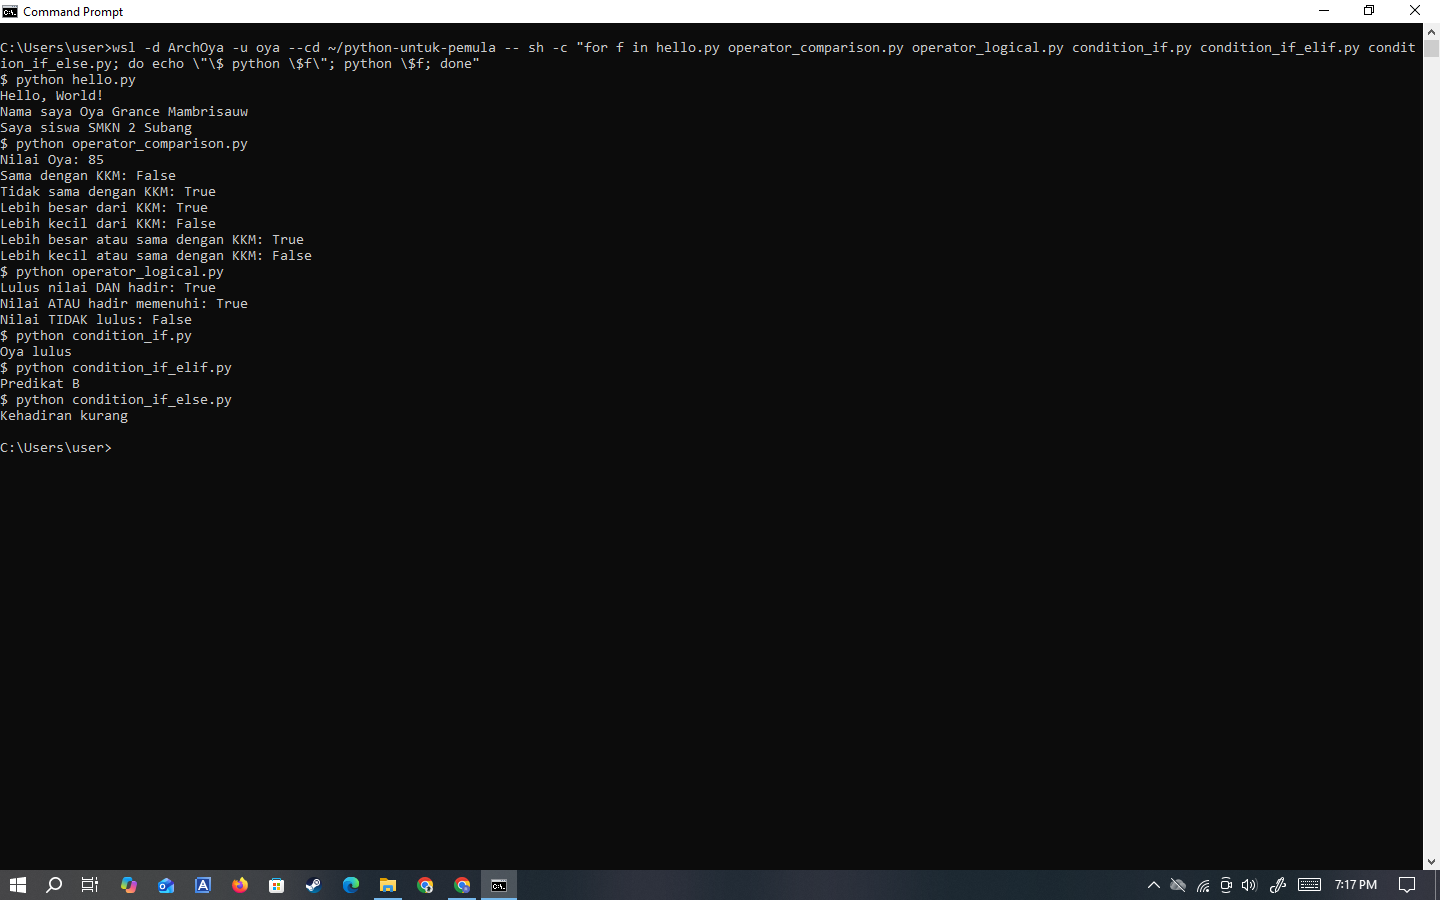 Command Prompt
C:\Users\user>wsl -d ArchOya -u oya --cd ~/python-untuk-pemula -- sh -c "for f in hello.py operator_comparison.py operator_logical.py condition_if.py condition_if_elif.py condit
ion_if_else.py; do echo \"\$ python \$f\"; python \$f; done"
$ python hello.py
Hello, World!
Nama saya Oya Grance Mambrisauw
Saya siswa SMKN 2 Subang
$ python operator_comparison.py
Nilai Oya: 85
Sama dengan KKM: False
Tidak sama dengan KKM: True
Lebih besar dari KKM: True
Lebih kecil dari KKM: False
Lebih besar atau sama dengan KKM: True
Lebih kecil atau sama dengan KKM: False
$ python operator_logical.py
Lulus nilai DAN hadir: True
Nilai ATAU hadir memenuhi: True
Nilai TIDAK lulus: False
$ python condition_if.py
Oya lulus
$ python condition_if_elif.py
Predikat B
$ python condition_if_else.py
Kehadiran kurang
C:\Users\user>
7:17 PM